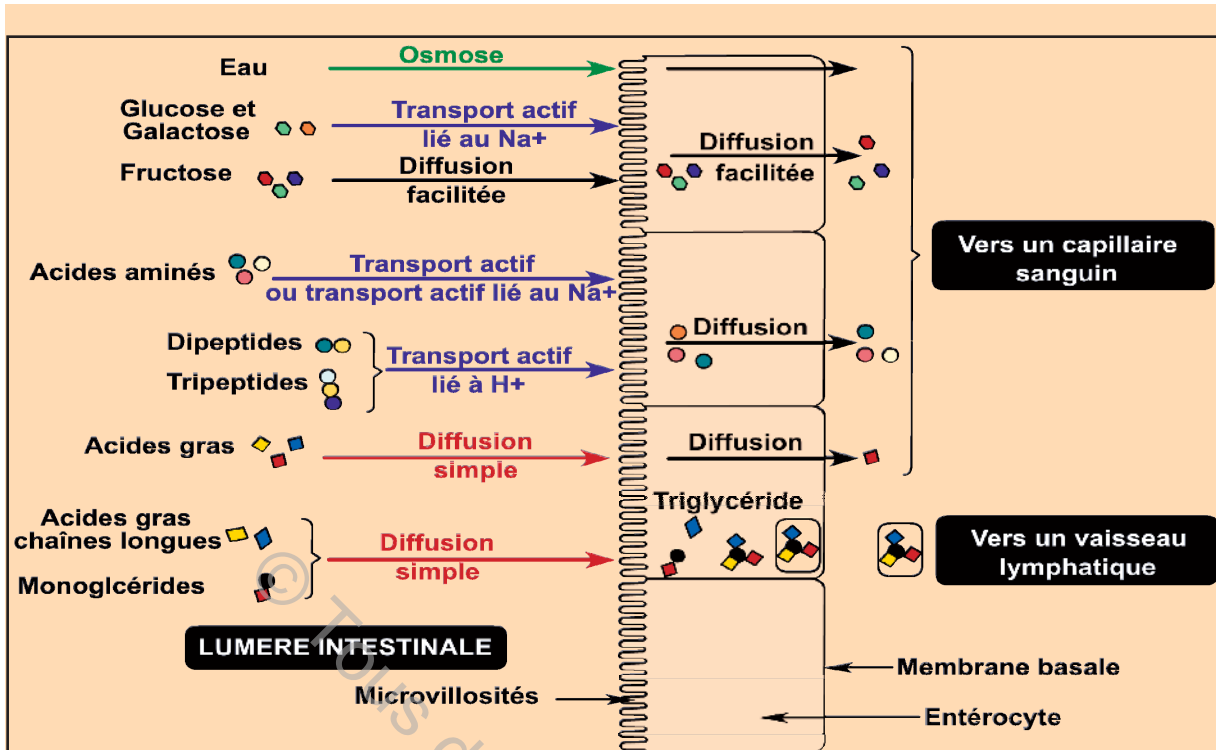 Eau
Osmose
Glucose et
Galactose
Transport actif
lié au Na+
Fructose
Diffusion
facilitée
Diffusion
facilitée
Acides aminés
Transport actif
ou transport actif lié au Na+
Vers un capillaire
sanguin
Dipeptides
Tripeptides
Transport actif
lié à H+
Diffusion
Acides gras
Diffusion
simple
Diffusion
Triglycéride
Acides gras
chaînes longues
Monoglcérides
Diffusion
simple
Vers un vaisseau
lymphatique
LUMERE INTESTINALE
Microvillosités
Membrane basale
Entérocyte
© Tous d